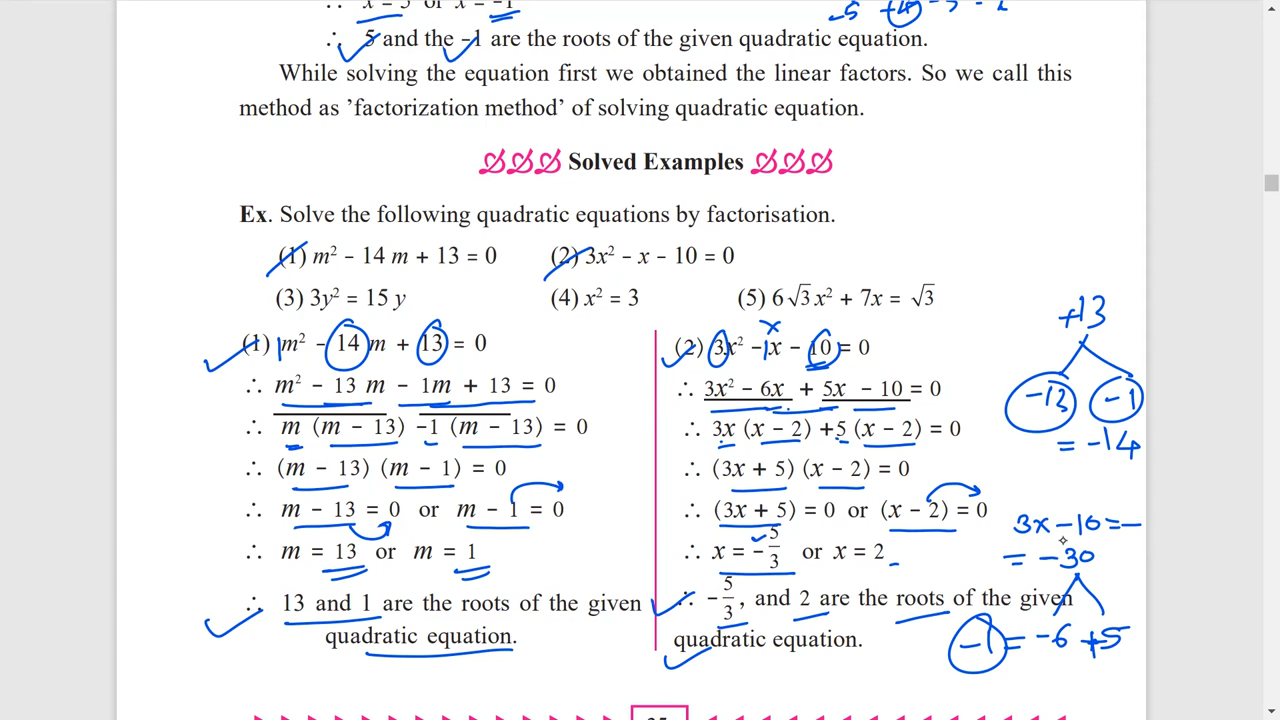 ∴ x = 5 or x = −1
-5 +
∴ 5 and the −1 are the roots of the given quadratic equation.
While solving the equation first we obtained the linear factors. So we call this
method as ’factorization method’ of solving quadratic equation.
Solved Examples
Ex. Solve the following quadratic equations by factorisation.
(1) m² − 14 m + 13 = 0 (2) 3x² − x − 10 = 0
(3) 3y² = 15 y (4) x² = 3 (5) 6√3x² + 7x = √3
(1) 1m² − 14 m + 13 = 0
∴ m² − 13 m − 1m + 13 = 0
∴ m (m − 13) −1 (m − 13) = 0
∴ (m − 13) (m − 1) = 0
∴ m − 13 = 0 or m − 1 = 0
∴ m = 13 or m = 1
∴ 13 and 1 are the roots of the given
quadratic equation.
x
(2) 3x² − 1x − 10 = 0
∴ 3x² − 6x + 5x − 10 = 0
∴ 3x (x − 2) +5 (x − 2) = 0
∴ (3x + 5) (x − 2) = 0
∴ (3x + 5) = 0 or (x − 2) = 0
∴ x = −5/3 or x = 2
∴ −5/3, and 2 are the roots of the given
quadratic equation.
+13
-13 -1
= -14
3x-10=-
= -30
-1 = -6 +5